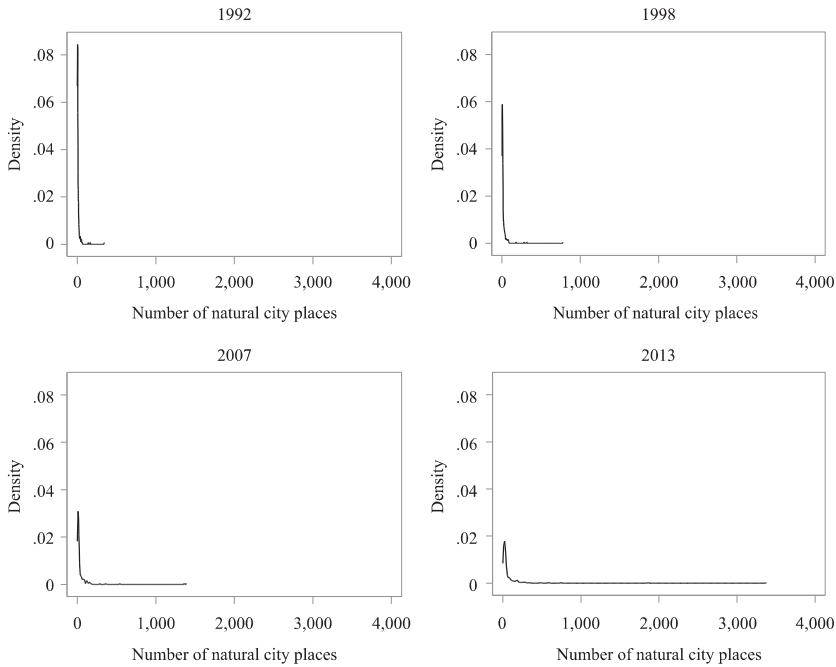 1992
.08
.06
.04
.02
0
Density
0 1,000 2,000 3,000 4,000
Number of natural city places
1998
.08
.06
.04
.02
0
Density
0 1,000 2,000 3,000 4,000
Number of natural city places
2007
.08
.06
.04
.02
0
Density
0 1,000 2,000 3,000 4,000
Number of natural city places
2013
.08
.06
.04
.02
0
Density
0 1,000 2,000 3,000 4,000
Number of natural city places